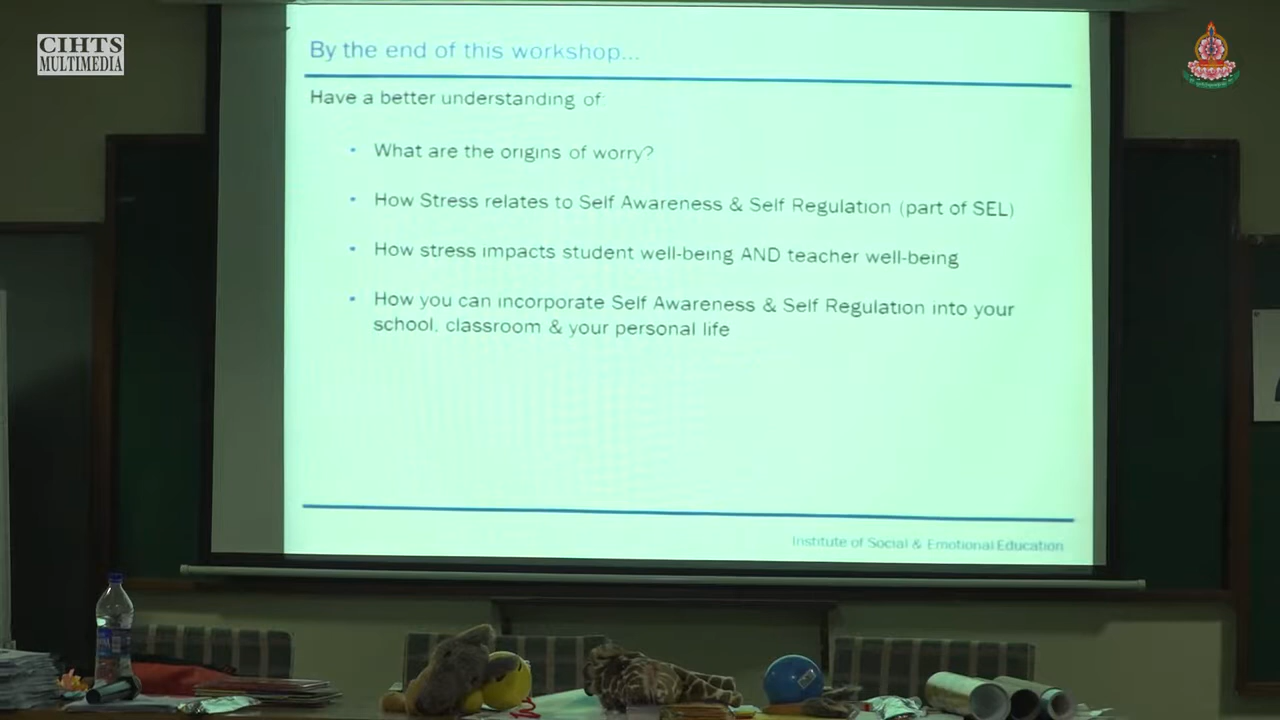 CIHTS
MULTIMEDIA
By the end of this workshop...
Have a better understanding of:
• What are the origins of worry?
• How Stress relates to Self Awareness & Self Regulation (part of SEL)
• How stress impacts student well-being AND teacher well-being
• How you can incorporate Self Awareness & Self Regulation into your
school, classroom & your personal life
Institute of Social & Emotional Education